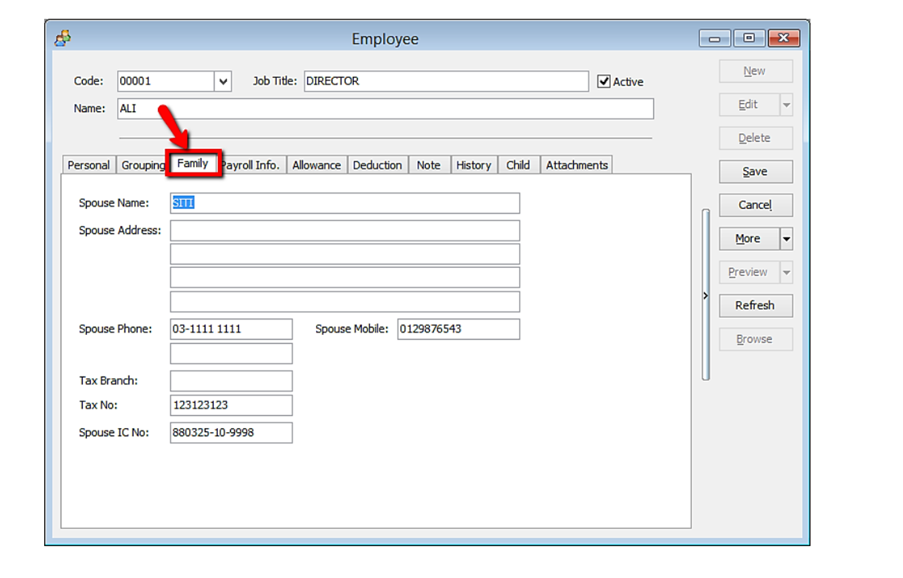 Employee
Code: 00001 Job Title: DIRECTOR Active New
Name: ALI Edit
Delete
Personal Grouping Family Payroll Info. Allowance Deduction Note History Child Attachments
Save
Spouse Name: SITI Cancel
Spouse Address:
More
Preview
> Refresh
Spouse Phone: 03-1111 1111 Spouse Mobile: 0129876543
Browse
Tax Branch:
Tax No: 123123123
Spouse IC No: 880325-10-9998